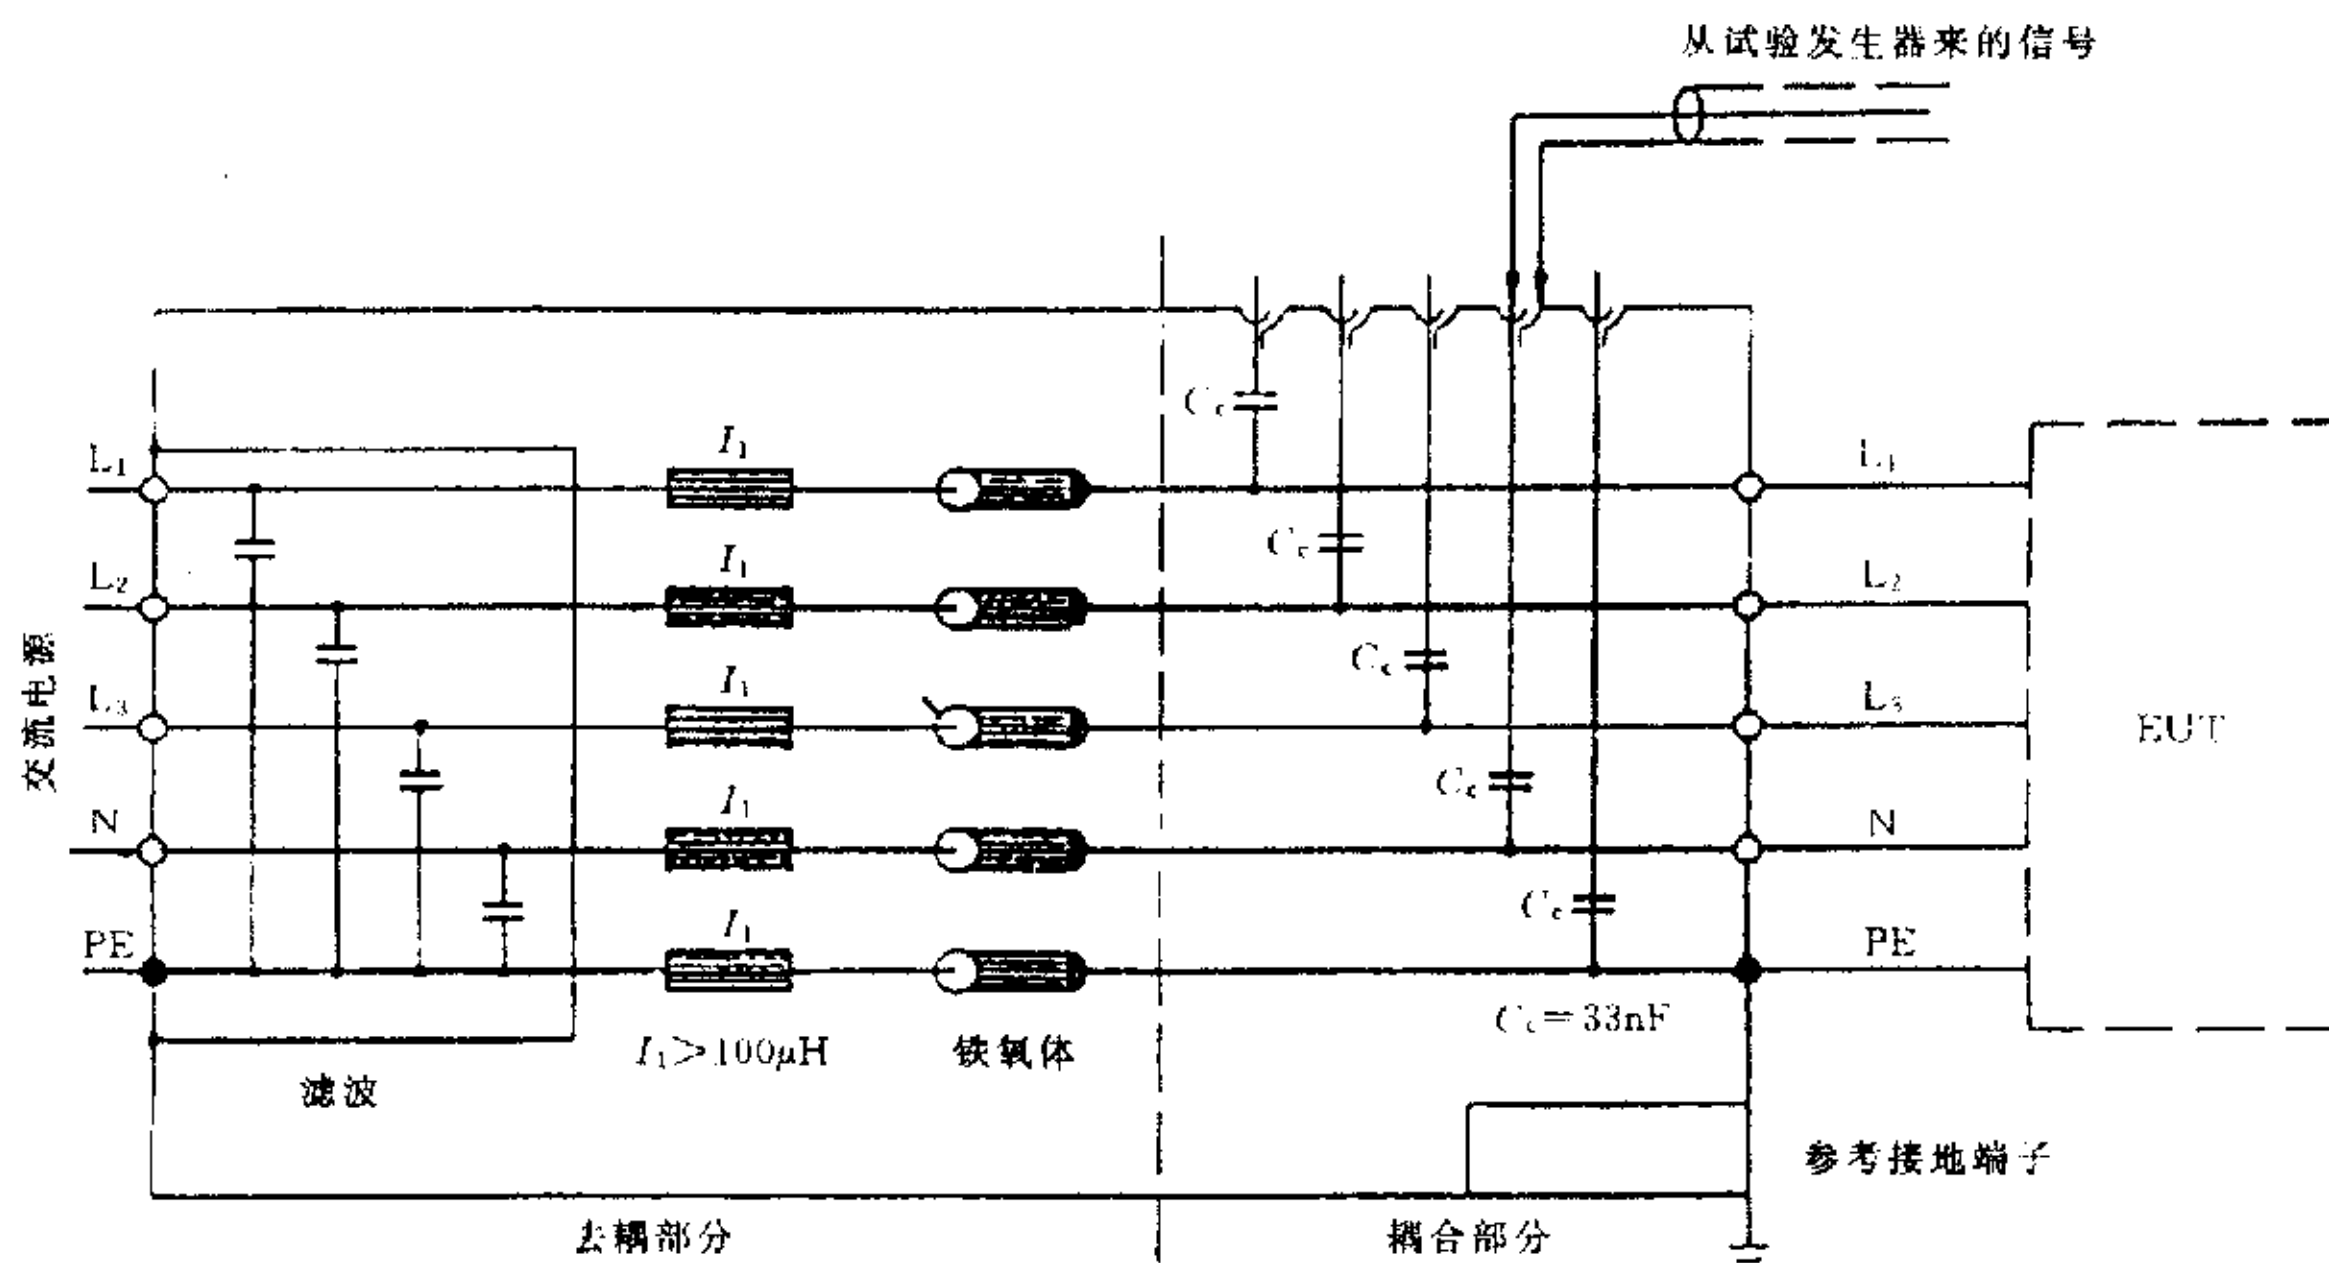 从试验发生器来的信号
Cc
L1
I1
L1
Cc
L2
I1
L2
交流电源
Cc
L3
I1
L3
EUT
Cc
N
I1
N
Cc
PE
I1
PE
Cc=33nF
I1>100μH
铁氧体
滤波
参考接地端子
去耦部分
耦合部分